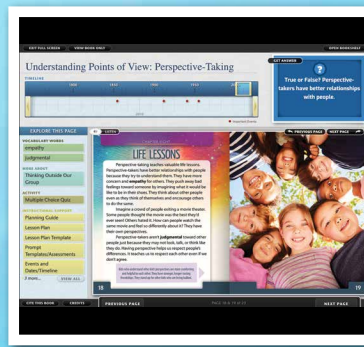 EXIT FULL SCREEN
VIEW BOOK ONLY
OPEN BOOKSHELF
Understanding Points of View: Perspective-Taking
TIMELINE
GET ANSWER
?
True or False? Perspective-
takers have better relationships
with people.
EXPLORE THIS PAGE
LISTEN
PREVIOUS PAGE
NEXT PAGE
VOCABULARY WORDS
empathy
judgmental
Thinking Outside Our
Group
ACTIVITY
Multiple Choice Quiz
Planning Guide
Lesson Plan
Lesson Plan Template
Prompt
Templates/Assessments
Events and
Dates/Timeline
LIFE LESSONS
Perspective-taking teaches valuable life lessons.
Perspective-takers have better relationships with people
because they try to understand them. They have more
compassion and empathy for others. They push away bad
feelings toward someone by imagining what it would be
like to be in their shoes. They think about other people
even as they think of themselves and encourage others
to do the same.
Imagine a crowd of people exiting a movie theater.
Some people thought the movie was the best they'd
ever seen! Others hated it. How can people watch the
same movie and feel so differently about it? They have
their own perspectives.
Perspective-takers aren't judgmental toward other
people just because they may not look, talk, or think like
they do. Having perspective helps us respect people's
differences. It teaches us to respect each other even if we
don't agree.
18
19
CITE THIS BOOK
CREDITS
PREVIOUS PAGE
NEXT PAGE